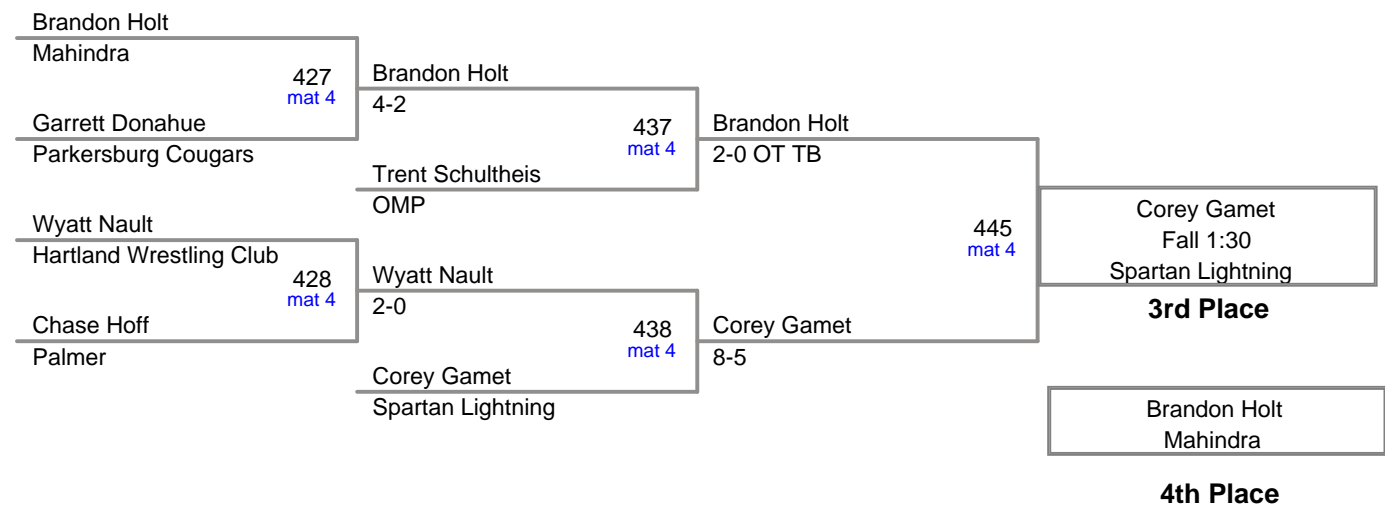 Brandon Holt
Mahindra
427
mat 4
Brandon Holt
4-2
Garrett Donahue
Parkersburg Cougars
437
mat 4
Brandon Holt
2-0 OT TB
Trent Schultheis
OMP
Wyatt Nault
Hartland Wrestling Club
428
mat 4
Wyatt Nault
2-0
Chase Hoff
Palmer
438
mat 4
Corey Gamet
8-5
Corey Gamet
Spartan Lightning
445
mat 4
Corey Gamet
Fall 1:30
Spartan Lightning
3rd Place
Brandon Holt
Mahindra
4th Place